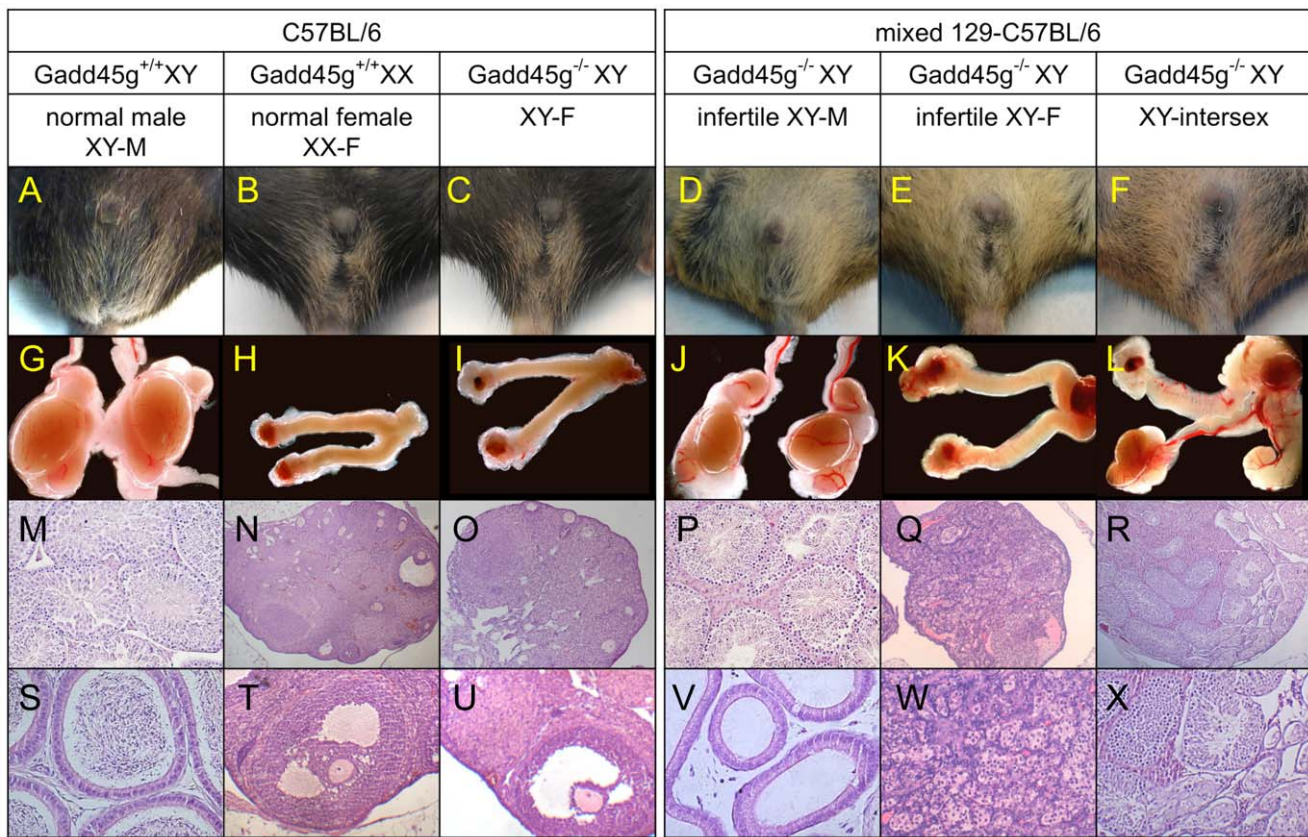 C57BL/6
mixed 129-C57BL/6
Gadd45g+/+XY
Gadd45g+/+XX
Gadd45g-/- XY
Gadd45g-/- XY
Gadd45g-/- XY
Gadd45g-/- XY
normal male
XY-M
normal female
XX-F
XY-F
infertile XY-M
infertile XY-F
XY-intersex
A
B
C
D
E
F
G
H
I
J
K
L
M
N
O
P
Q
R
S
T
U
V
W
X